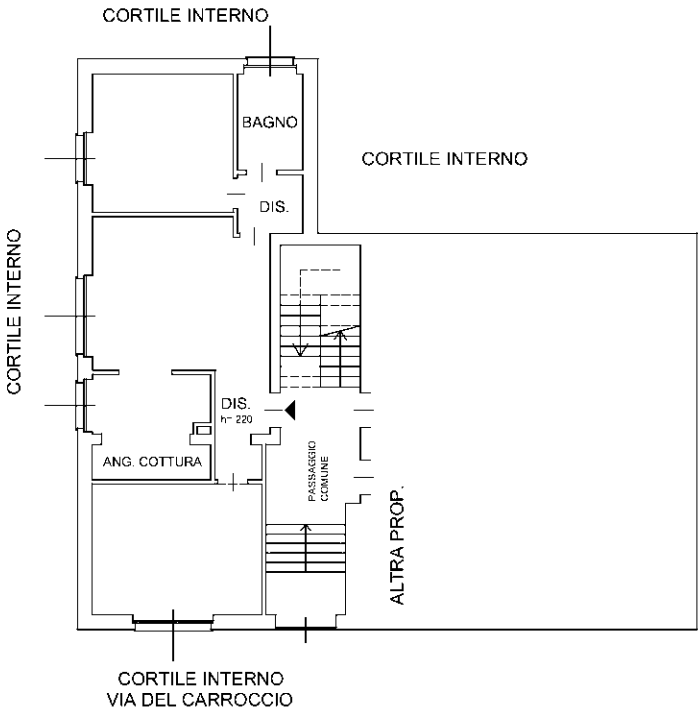 CORTILE INTERNO
BAGNO
CORTILE INTERNO
DIS.
CORTILE INTERNO
DIS.
h= 220
ANG. COTTURA
PASSAGGIO
COMUNE
ALTRA PROP.
CORTILE INTERNO
VIA DEL CARROCCIO